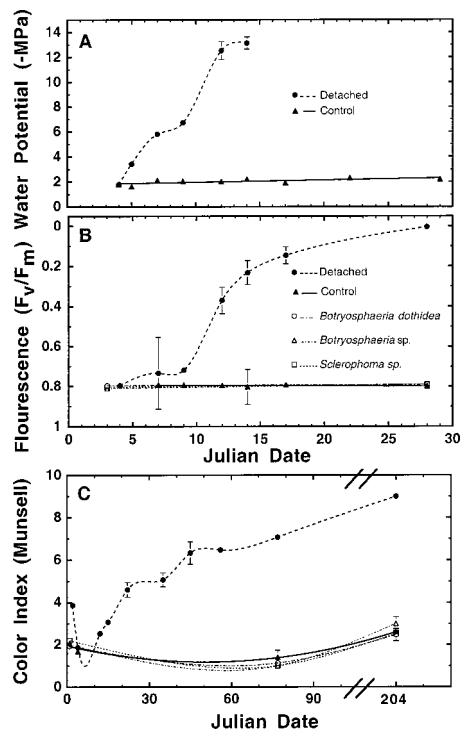 A
Water Potential (-MPa)
14
12
10
8
6
4
2
0
Detached
Control
B
Flourescence (Fv/Fm)
0
0.2
0.4
0.6
0.8
1
Detached
Control
Botryosphaeria dothidea
Botryosphaeria sp.
Sclerophoma sp.
0 5 10 15 20 25 30
Julian Date
C
Color Index (Munsell)
10
8
6
4
2
0
0 30 60 90 204
Julian Date